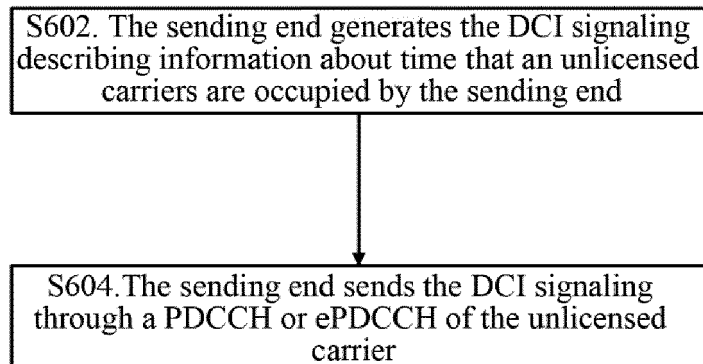 S602. The sending end generates the DCI signaling
describing information about time that an unlicensed
carriers are occupied by the sending end
S604.The sending end sends the DCI signaling
through a PDCCH or ePDCCH of the unlicensed
carrier